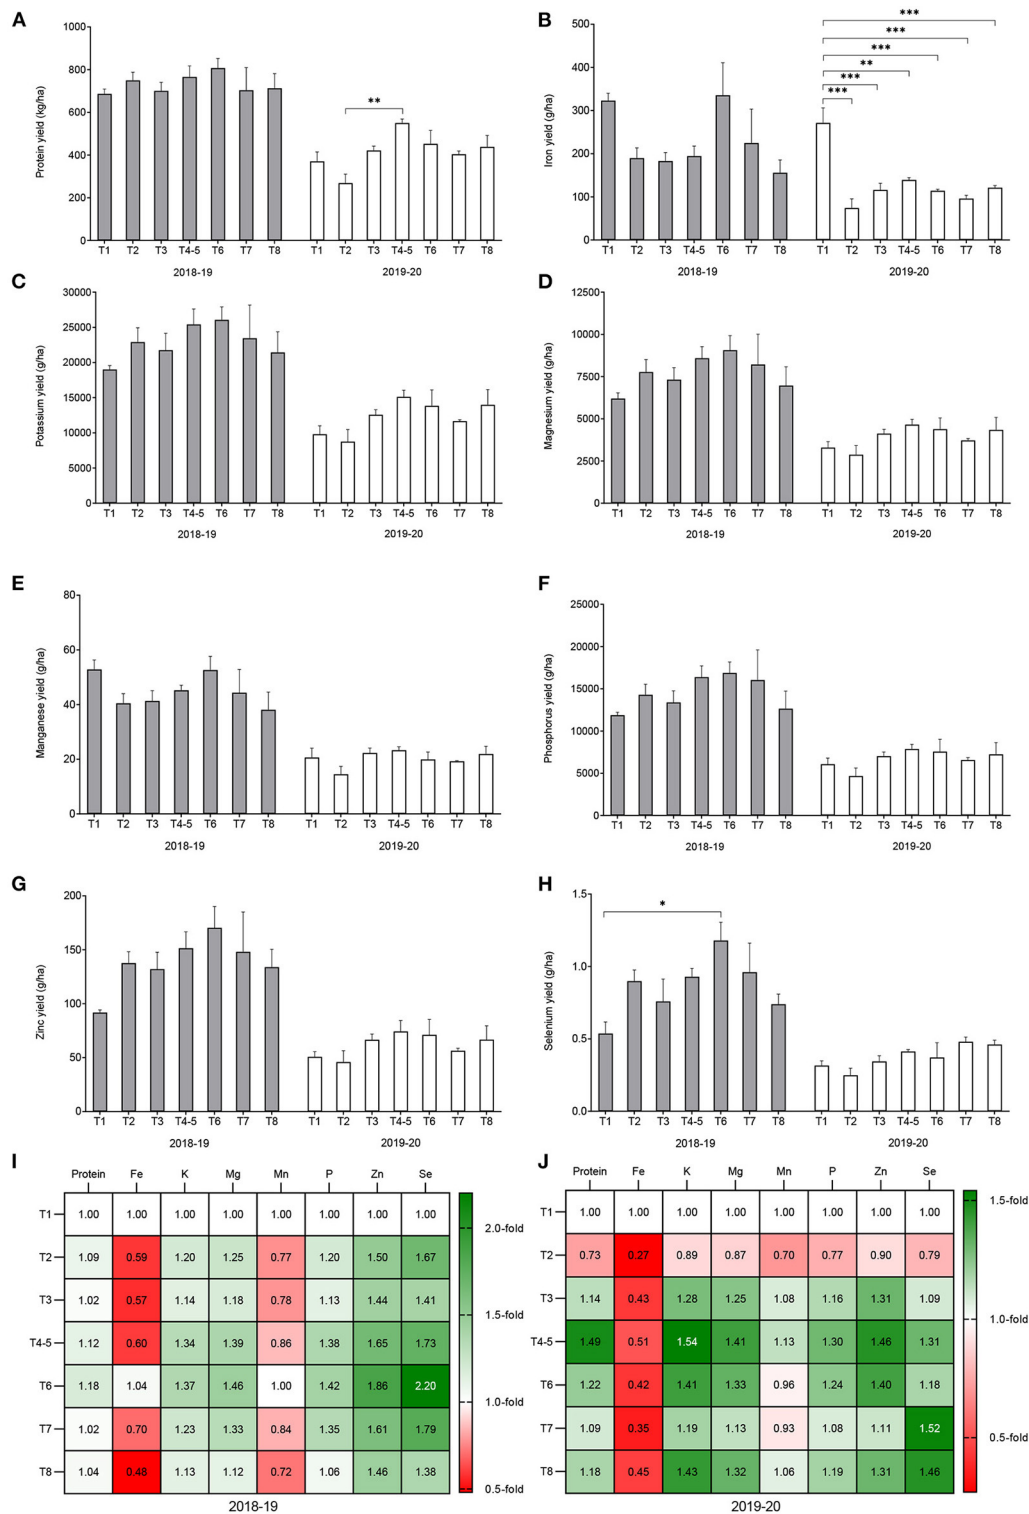 A
Protein yield (kg/ha)
1000
800
600
400
200
0
**
T1 T2 T3 T4-5 T6 T7 T8 T1 T2 T3 T4-5 T6 T7 T8
2018-19 2019-20
B
Iron yield (g/ha)
500
400
300
200
100
0
***
***
***
**
***
***
T1 T2 T3 T4-5 T6 T7 T8 T1 T2 T3 T4-5 T6 T7 T8
2018-19 2019-20
C
Potassium yield (g/ha)
30000
25000
20000
15000
10000
5000
0
T1 T2 T3 T4-5 T6 T7 T8 T1 T2 T3 T4-5 T6 T7 T8
2018-19 2019-20
D
Magnesium yield (g/ha)
12500
10000
7500
5000
2500
0
T1 T2 T3 T4-5 T6 T7 T8 T1 T2 T3 T4-5 T6 T7 T8
2018-19 2019-20
E
Manganese yield (g/ha)
80
60
40
20
0
T1 T2 T3 T4-5 T6 T7 T8 T1 T2 T3 T4-5 T6 T7 T8
2018-19 2019-20
F
Phosphorus yield (g/ha)
25000
20000
15000
10000
5000
0
T1 T2 T3 T4-5 T6 T7 T8 T1 T2 T3 T4-5 T6 T7 T8
2018-19 2019-20
G
Zinc yield (g/ha)
200
150
100
50
0
T1 T2 T3 T4-5 T6 T7 T8 T1 T2 T3 T4-5 T6 T7 T8
2018-19 2019-20
H
Selenium yield (g/ha)
1.5
1.0
0.5
0.0
*
T1 T2 T3 T4-5 T6 T7 T8 T1 T2 T3 T4-5 T6 T7 T8
2018-19 2019-20
I
Protein Fe K Mg Mn P Zn Se
T1 1.00 1.00 1.00 1.00 1.00 1.00 1.00 1.00
T2 1.09 0.59 1.20 1.25 0.77 1.20 1.50 1.67
T3 1.02 0.57 1.14 1.18 0.78 1.13 1.44 1.41
T4-5 1.12 0.60 1.34 1.39 0.86 1.38 1.65 1.73
T6 1.18 1.04 1.37 1.46 1.00 1.42 1.86 2.20
T7 1.02 0.70 1.23 1.33 0.84 1.35 1.61 1.79
T8 1.04 0.48 1.13 1.12 0.72 1.06 1.46 1.38
2.0-fold
1.5-fold
1.0-fold
0.5-fold
2018-19
J
Protein Fe K Mg Mn P Zn Se
T1 1.00 1.00 1.00 1.00 1.00 1.00 1.00 1.00
T2 0.73 0.27 0.89 0.87 0.70 0.77 0.90 0.79
T3 1.14 0.43 1.28 1.25 1.08 1.16 1.31 1.09
T4-5 1.49 0.51 1.54 1.41 1.13 1.30 1.46 1.31
T6 1.22 0.42 1.41 1.33 0.96 1.24 1.40 1.18
T7 1.09 0.35 1.19 1.13 0.93 1.08 1.11 1.52
T8 1.18 0.45 1.43 1.32 1.06 1.19 1.31 1.46
1.5-fold
1.0-fold
0.5-fold
2019-20